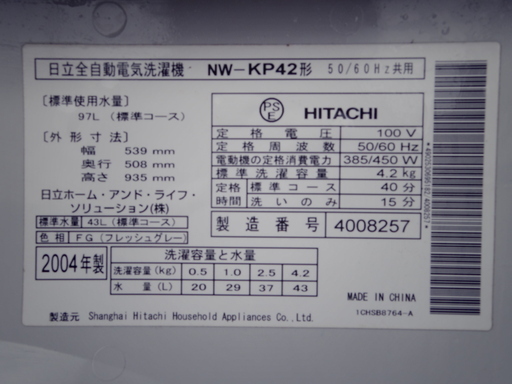 日立全自動電気洗濯機 NW-KP42形 50/60Hz共用
〔標準使用水量〕
97L (標準コース)
〔外形寸法〕
幅 539 mm
奥行 508 mm
高さ 935 mm
日立ホーム・アンド・ライフ・
ソリューション(株)
標準水量 43L (標準コース)
色相 FG (フレッシュグレー)
PS
E HITACHI
定格電圧 100 V
定格周波数 50/60 Hz
電動機の定格消費電力 385/450 W
標準洗濯容量 4.2 kg
定格 標準コース 40分
時間 洗いのみ 15分
製造番号 4008257
2004年製
洗濯容量と水量
洗濯容量(kg) 0.5 1.0 2.5 4.2
水量 (L) 20 29 37 43
MADE IN CHINA
1CHSB8764-A
製造元 Shanghai Hitachi Household Appliances Co.,Ltd.